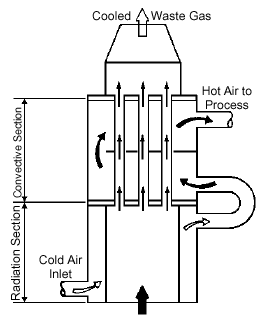 Cooled Waste Gas
Hot Air to
Process
Convective Section
Radiation Section
Cold Air
Inlet